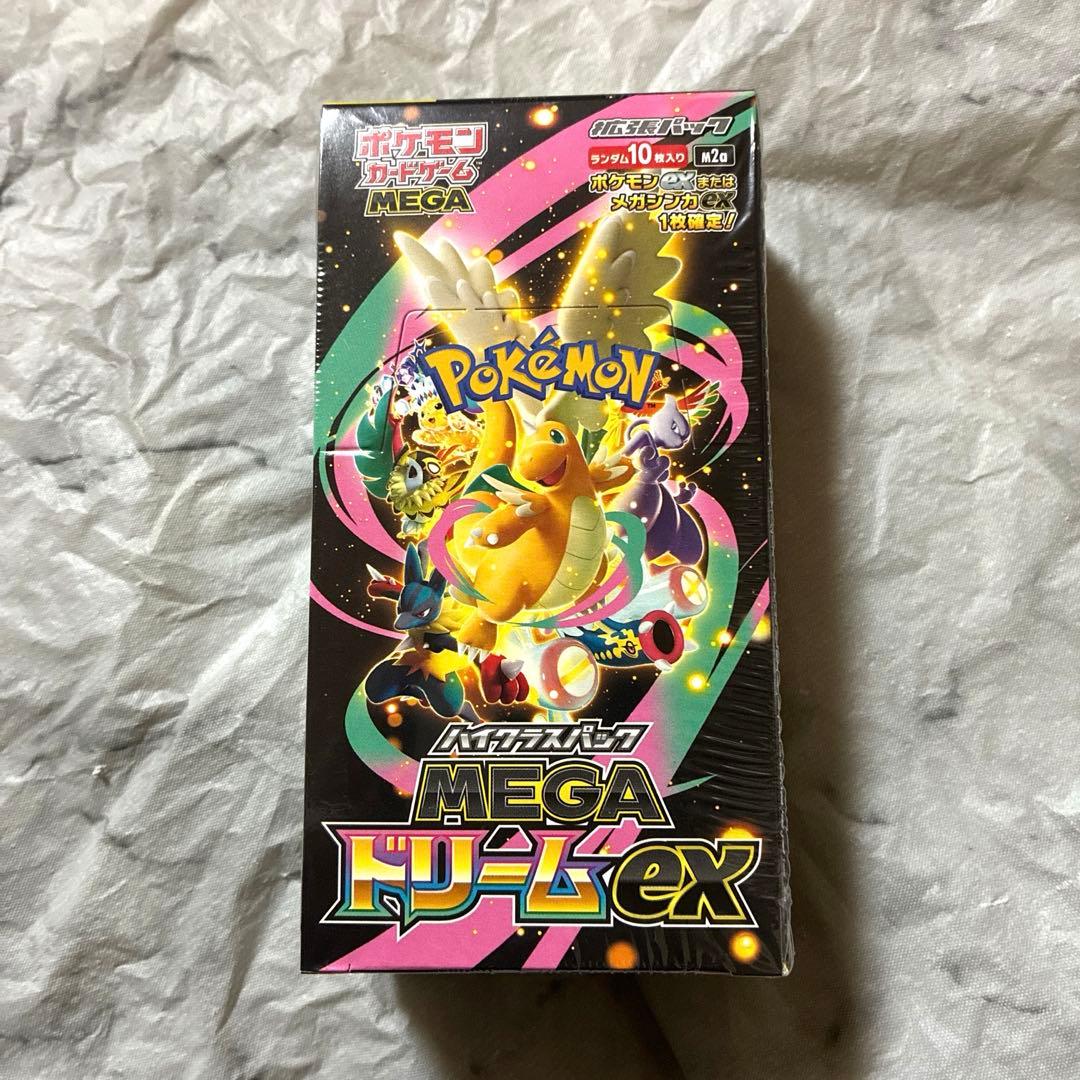 ポケモン
カードゲーム
MEGA
拡張パック
ランダム10枚入り M2a
ポケモンexまたは
メガシンカex
1枚確定!
POKéMON
TM
ハイクラスパック
MEGA
ドリームex